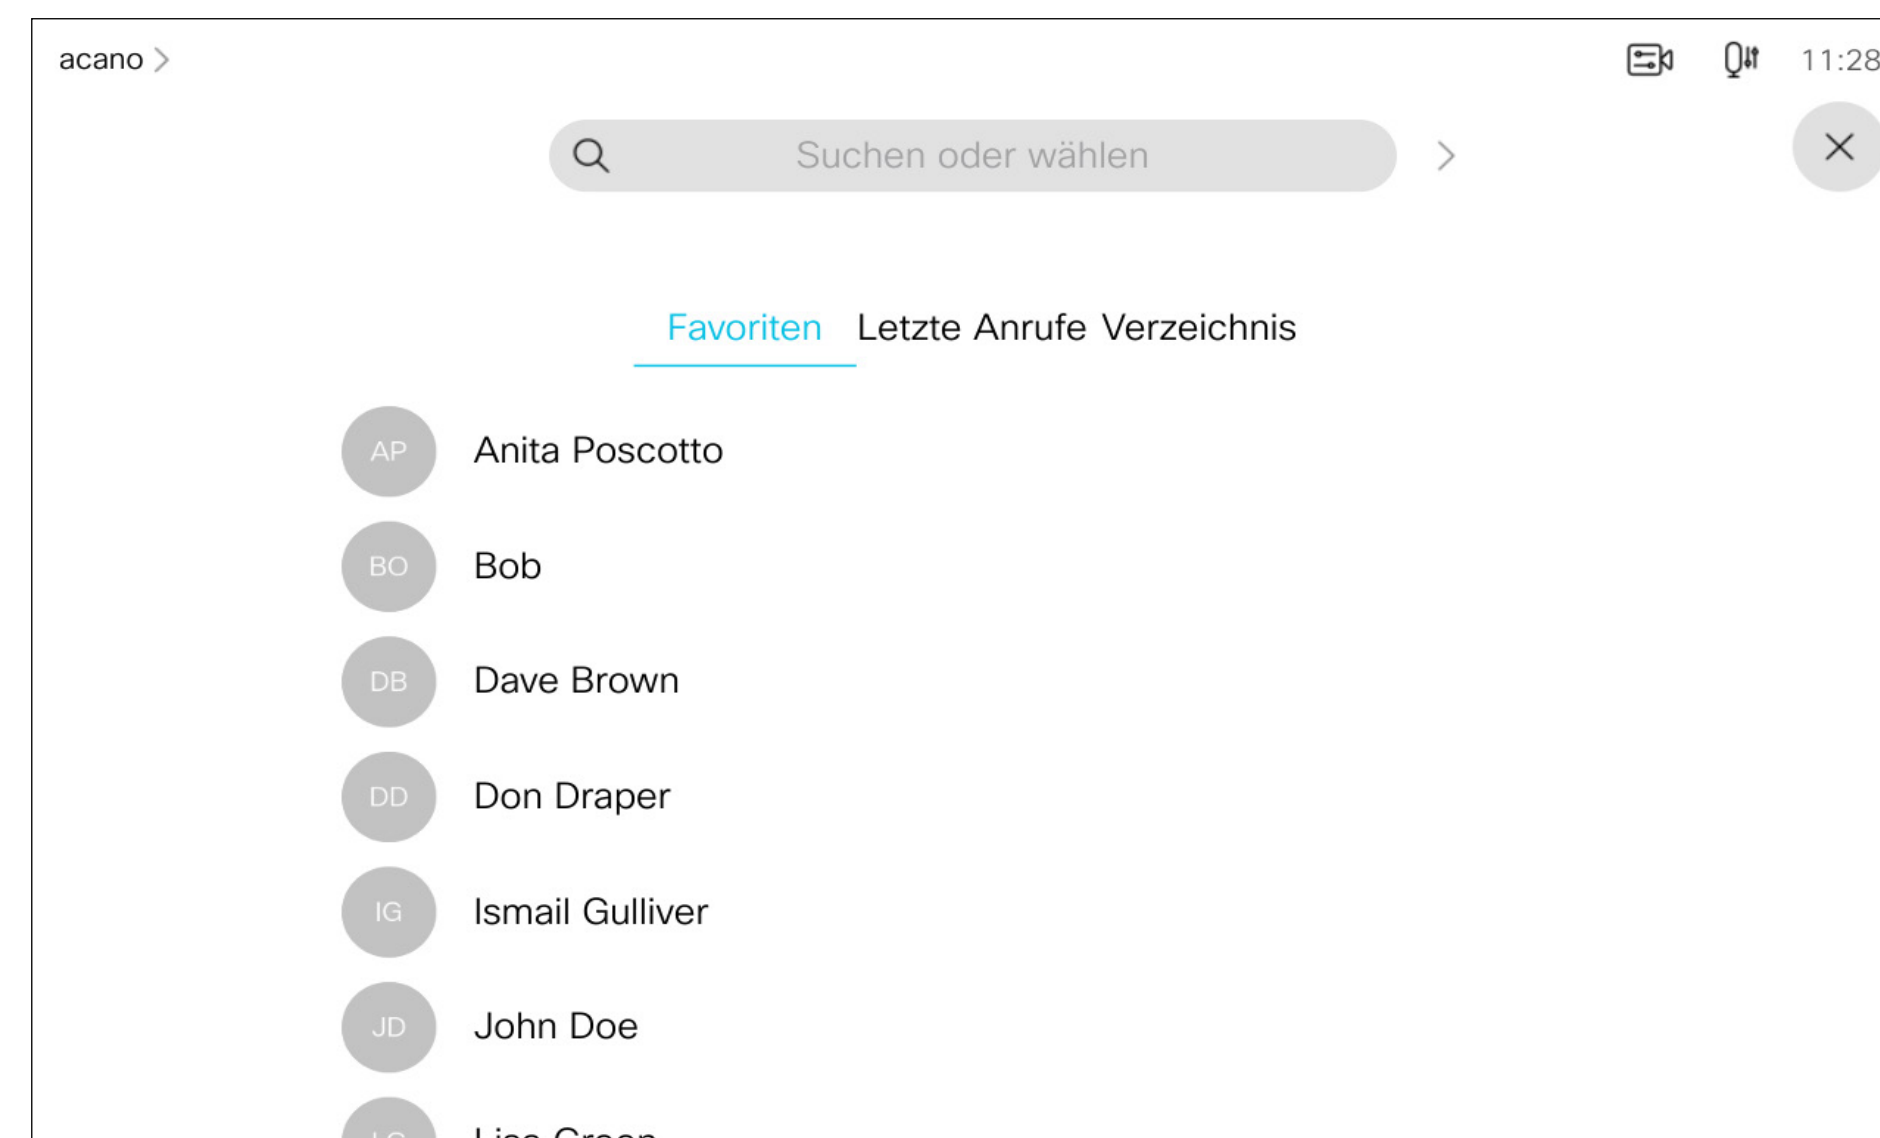 acano
11:28
Suchen oder wählen
Favoriten Letzte Anrufe Verzeichnis
AP Anita Poscotto
BO Bob
DB Dave Brown
DD Don Draper
IG Ismail Gulliver
JD John Doe